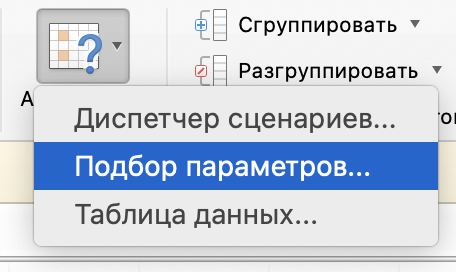 Сгруппировать
Разгруппировать
Диспетчер сценариев...
Подбор параметров...
Таблица данных...